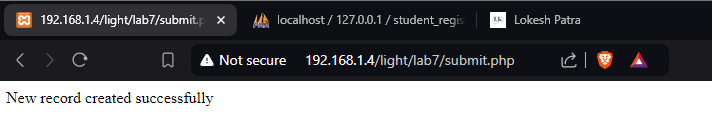 192.168.1.4/light/lab7/submit.p
localhost / 127.0.0.1 / student_regis
LK
Lokesh Patra
Not secure
192.168.1.4/light/lab7/submit.php
New record created successfully